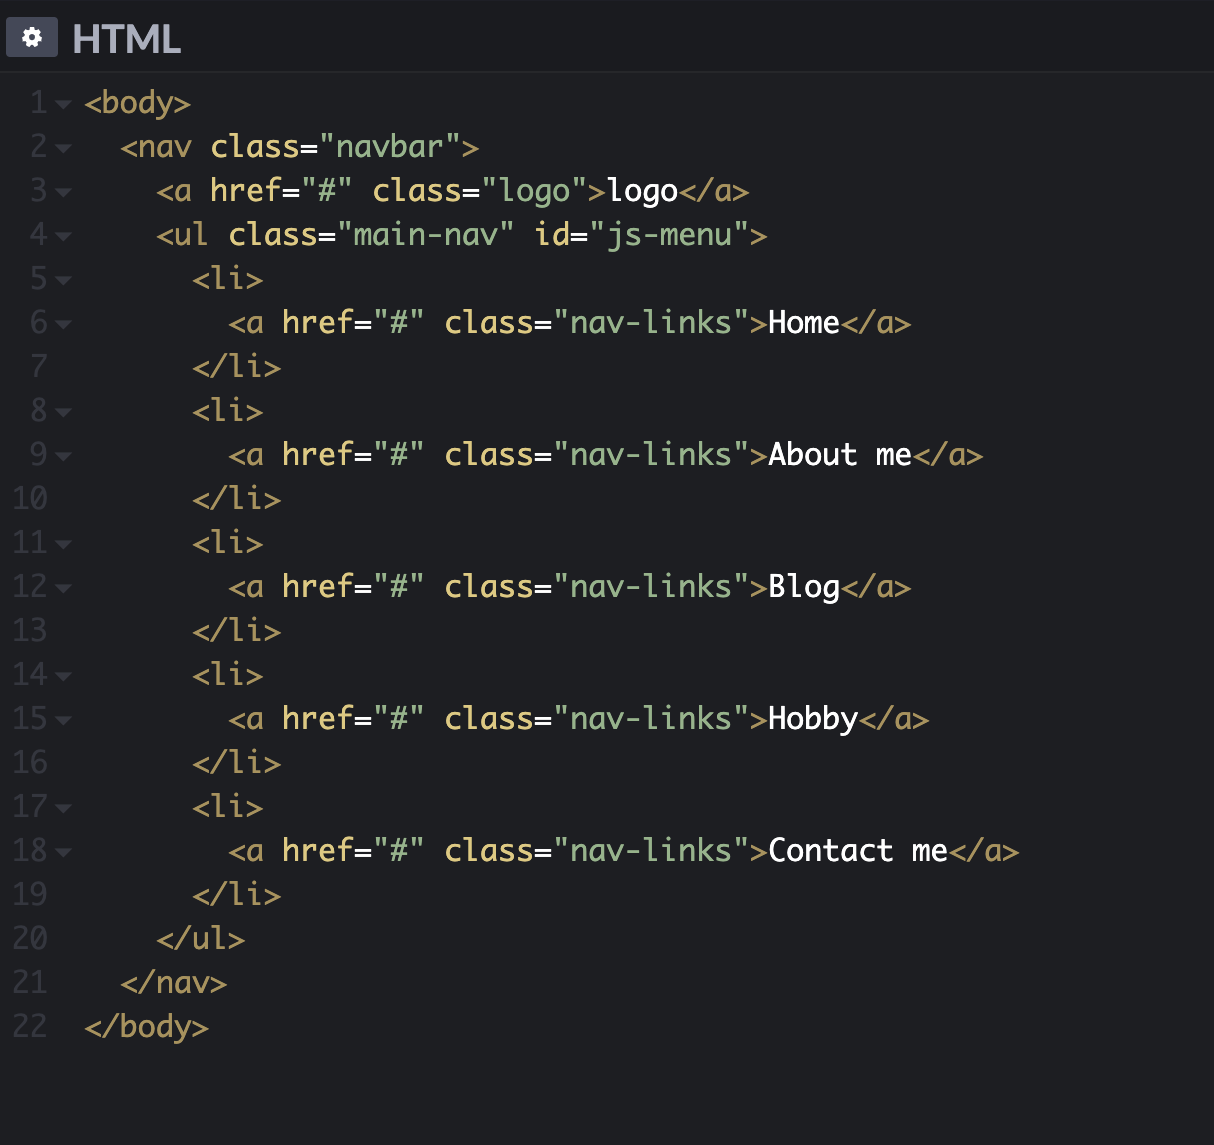 HTML
1 <body>
2   <nav class="navbar">
3     <a href="#" class="logo">logo</a>
4     <ul class="main-nav" id="js-menu">
5       <li>
6         <a href="#" class="nav-links">Home</a>
7       </li>
8       <li>
9         <a href="#" class="nav-links">About me</a>
10       </li>
11       <li>
12         <a href="#" class="nav-links">Blog</a>
13       </li>
14       <li>
15         <a href="#" class="nav-links">Hobby</a>
16       </li>
17       <li>
18         <a href="#" class="nav-links">Contact me</a>
19       </li>
20     </ul>
21   </nav>
22 </body>